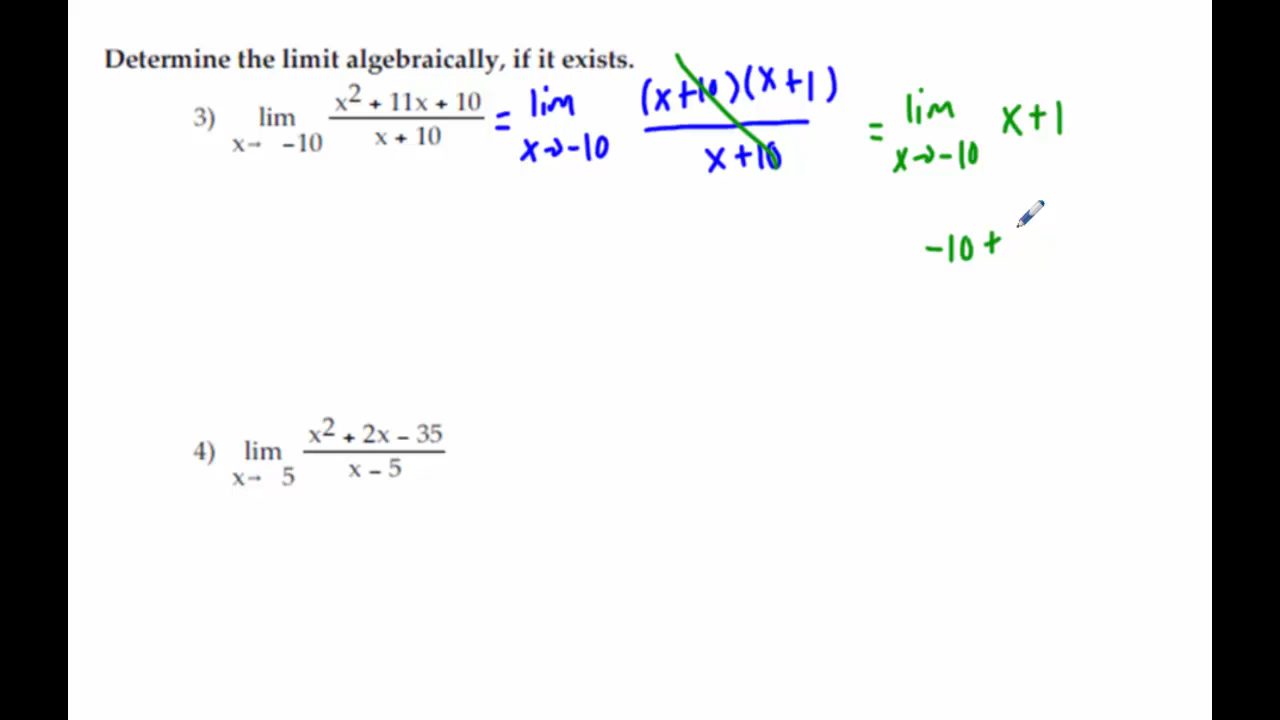 Determine the limit algebraically, if it exists.
3) lim x→ -10 x² + 11x + 10 / x + 10 = lim x→-10 (x+10)(x+1) / x+10 = lim x→-10 x+1
-10 +
4) lim x→ 5 x² + 2x - 35 / x - 5